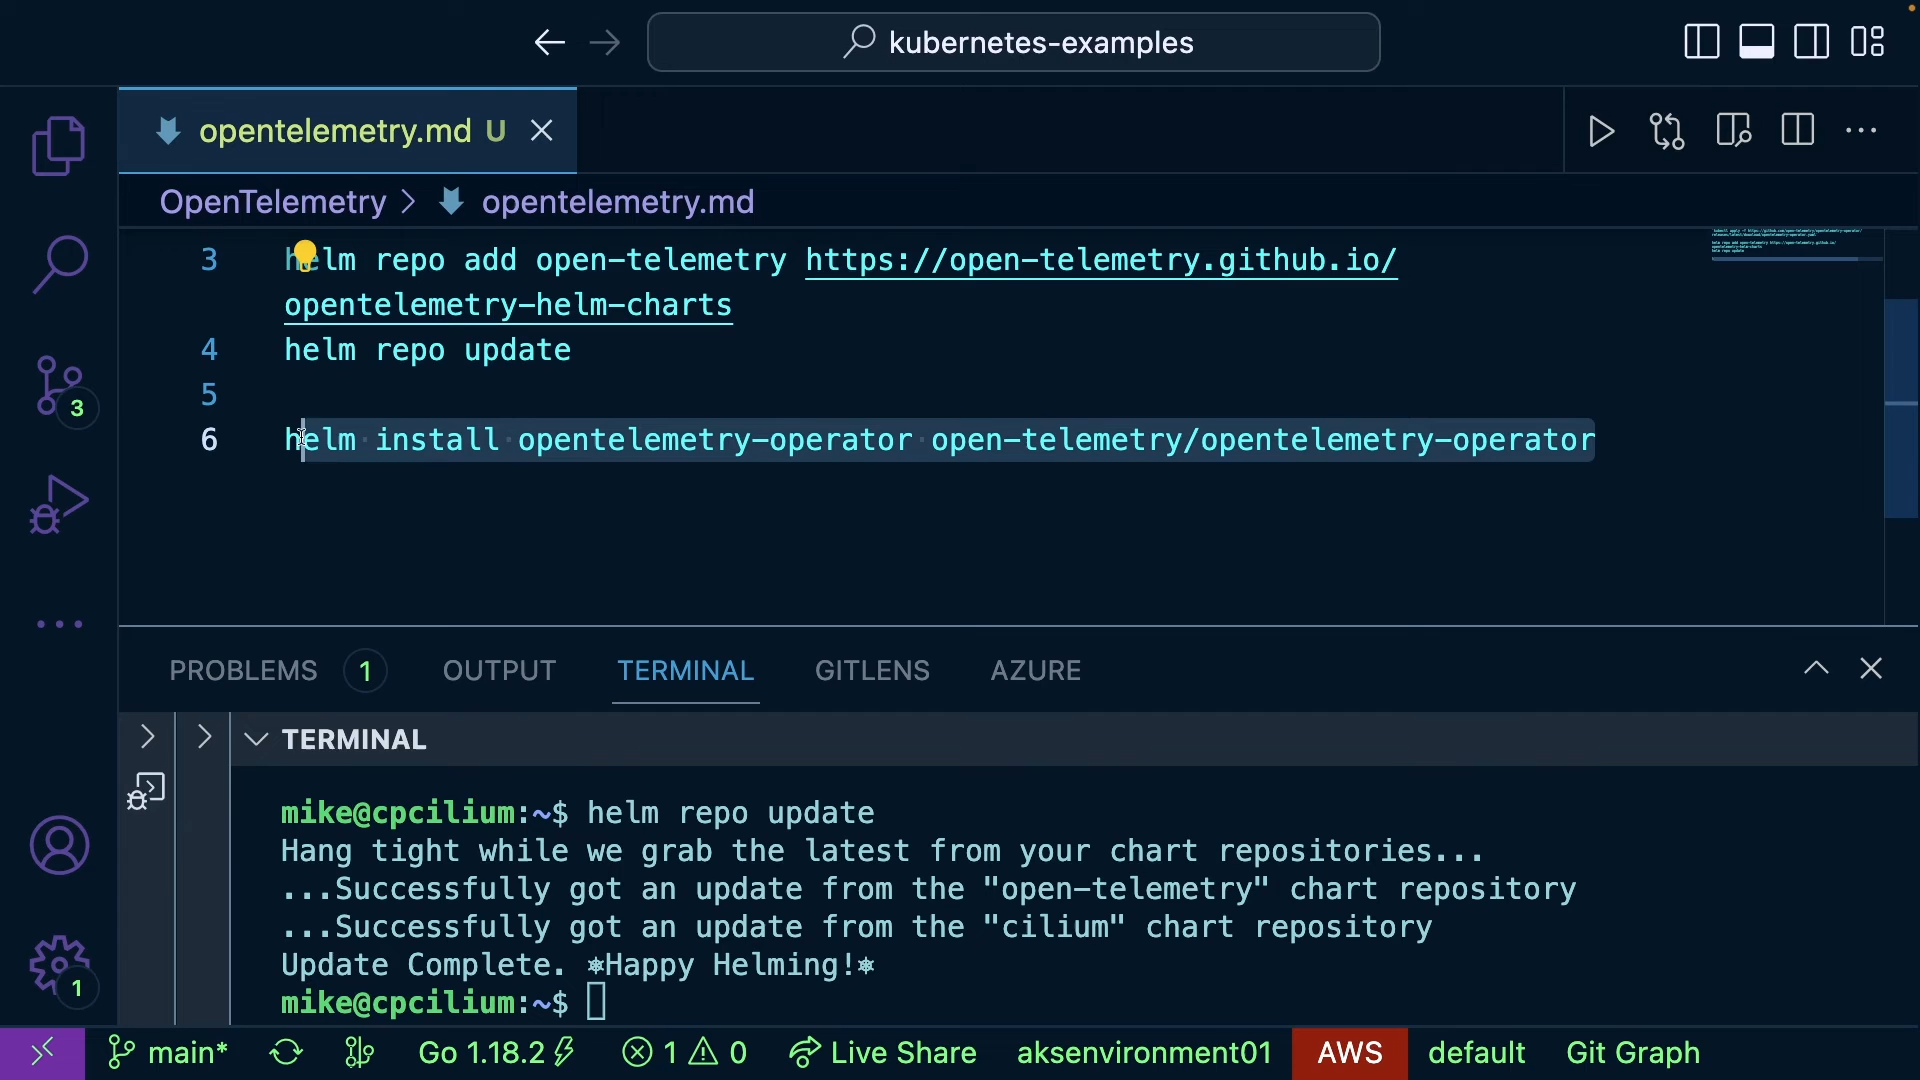 kubernetes-examples
opentelemetry.md U
OpenTelemetry > opentelemetry.md
3 helm repo add open-telemetry https://open-telemetry.github.io/
opentelemetry-helm-charts
4 helm repo update
5
6 helm install opentelemetry-operator open-telemetry/opentelemetry-operator
3
PROBLEMS 1 OUTPUT TERMINAL GITLENS AZURE
TERMINAL
mike@cpcilium:~$ helm repo update
Hang tight while we grab the latest from your chart repositories...
...Successfully got an update from the "open-telemetry" chart repository
...Successfully got an update from the "cilium" chart repository
Update Complete. ⎈Happy Helming!⎈
mike@cpcilium:~$
1
main* Go 1.18.2 1 0 Live Share aksenvironment01 AWS default Git Graph